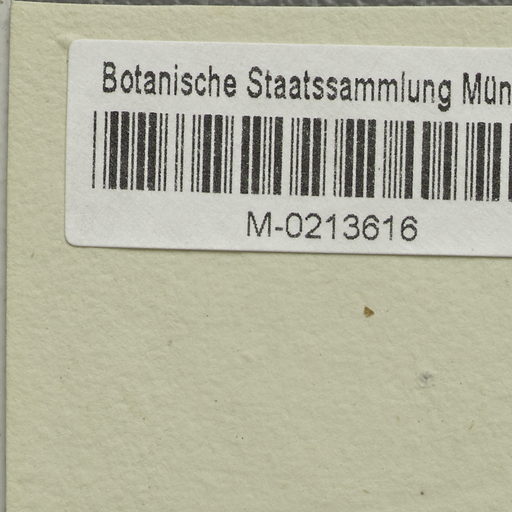 Botanische Staatssammlung Mün
M-0213616